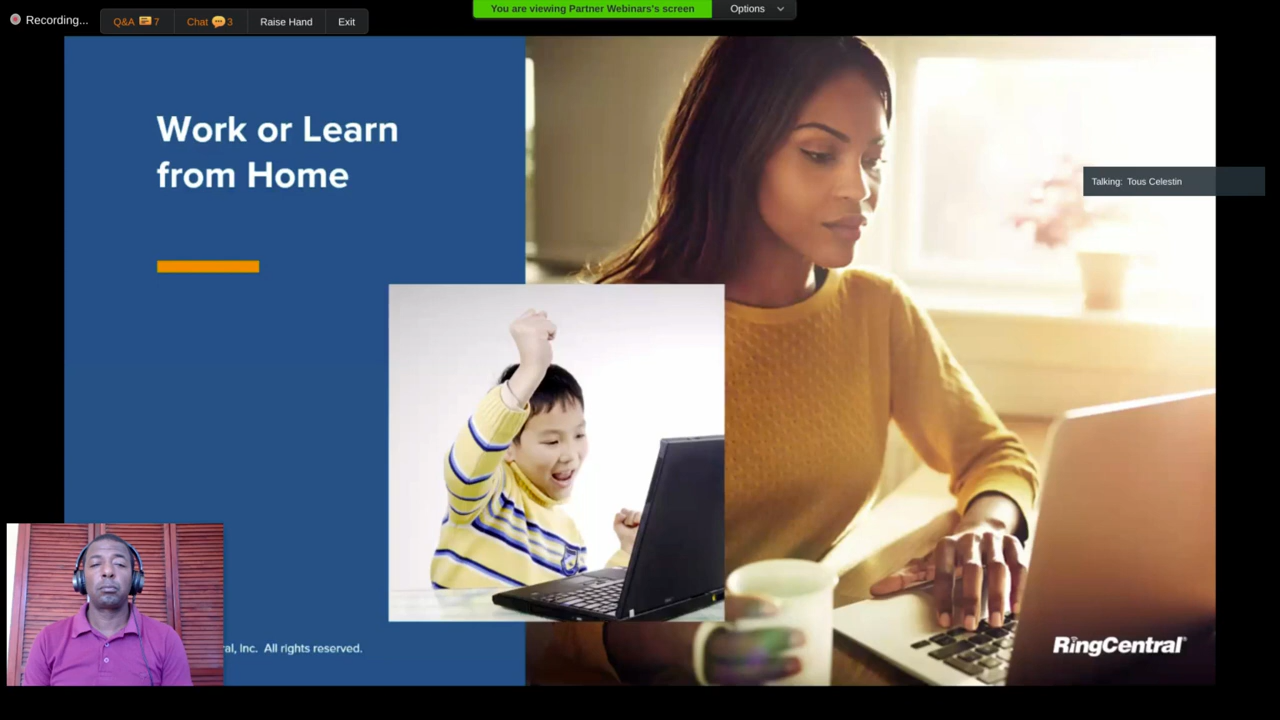 Recording...
Q&A 7
Chat 3
Raise Hand
Exit
You are viewing Partner Webinars's screen
Options
Work or Learn
from Home
Talking: Tous Celestin
RingCentral
al, Inc. All rights reserved.